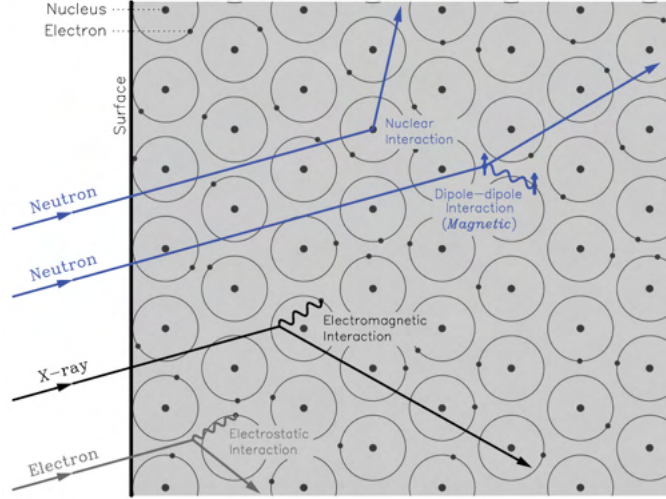 Nucleus
Electron
Surface
Nuclear
Interaction
Neutron
Dipole-dipole
Interaction
(Magnetic)
Neutron
Electromagnetic
Interaction
X-ray
Electrostatic
Interaction
Electron